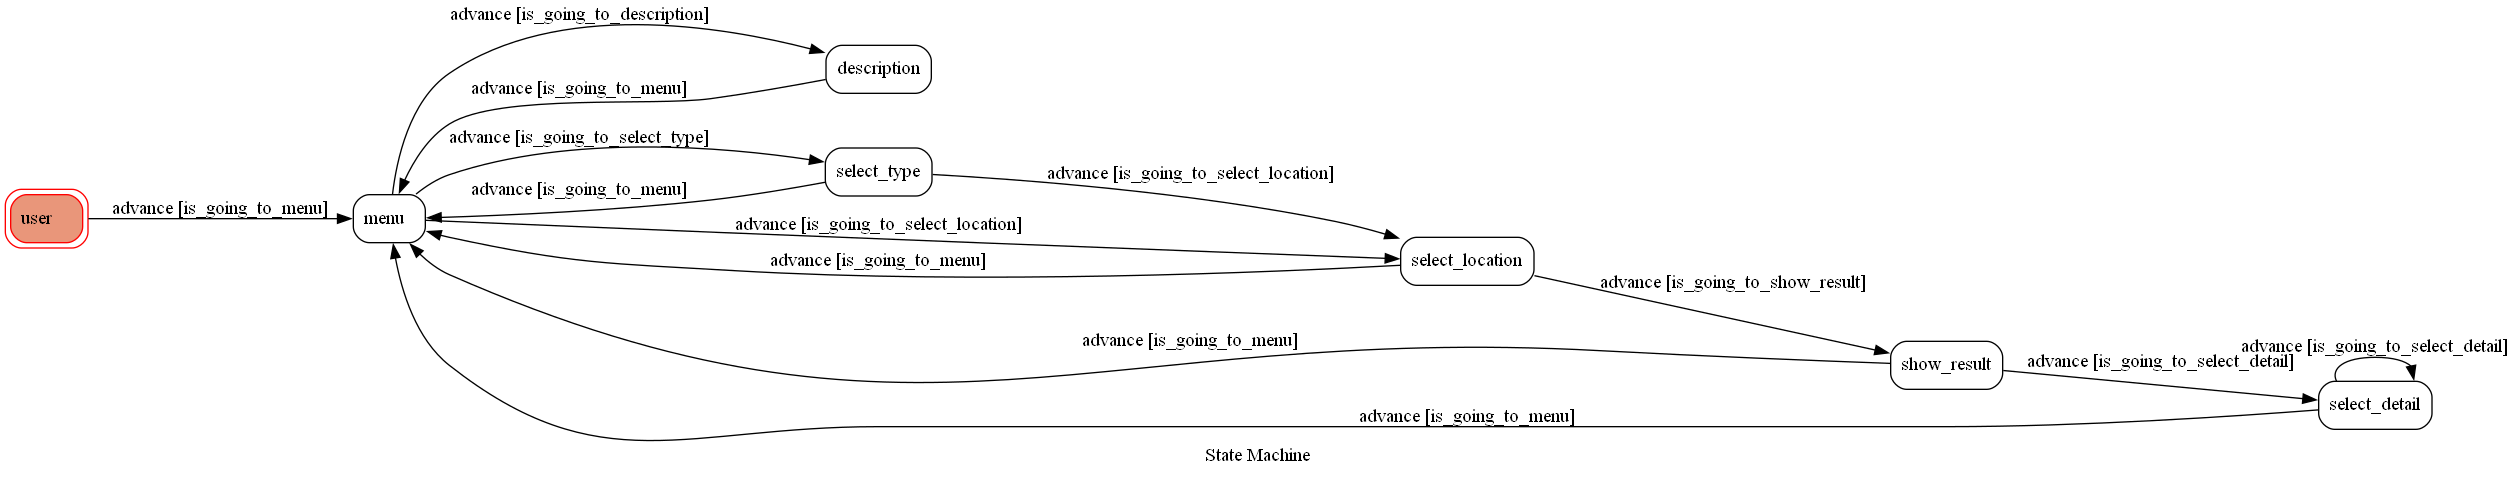 advance [is_going_to_description]
description
advance [is_going_to_menu]
advance [is_going_to_select_type]
select_type
advance [is_going_to_select_location]
advance [is_going_to_menu]
user
advance [is_going_to_menu]
menu
advance [is_going_to_select_location]
advance [is_going_to_menu]
select_location
advance [is_going_to_show_result]
advance [is_going_to_menu]
show_result
advance [is_going_to_select_detail]
advance [is_going_to_select_detail]
select_detail
advance [is_going_to_menu]
State Machine